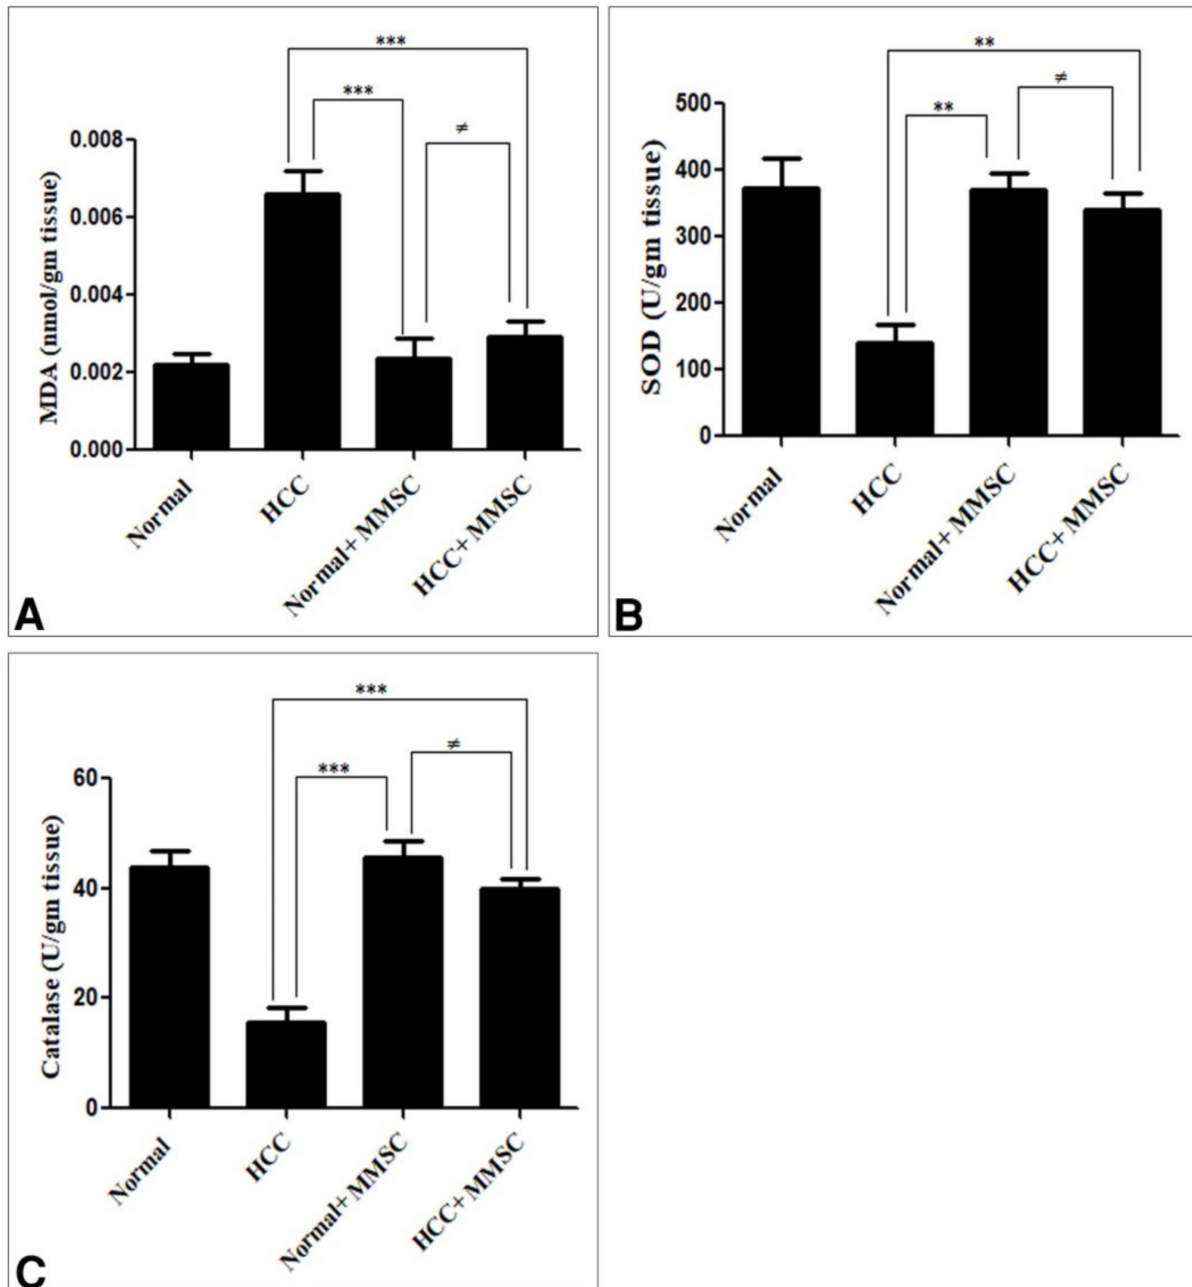 ***
***
≠
MDA (nmol/gm tissue)
0.008
0.006
0.004
0.002
0.000
Normal
HCC
Normal+ MMSC
HCC+ MMSC
A
**
**
≠
SOD (U/gm tissue)
500
400
300
200
100
0
Normal
HCC
Normal+ MMSC
HCC+ MMSC
B
***
***
≠
Catalase (U/gm tissue)
60
40
20
0
Normal
HCC
Normal+ MMSC
HCC+ MMSC
C